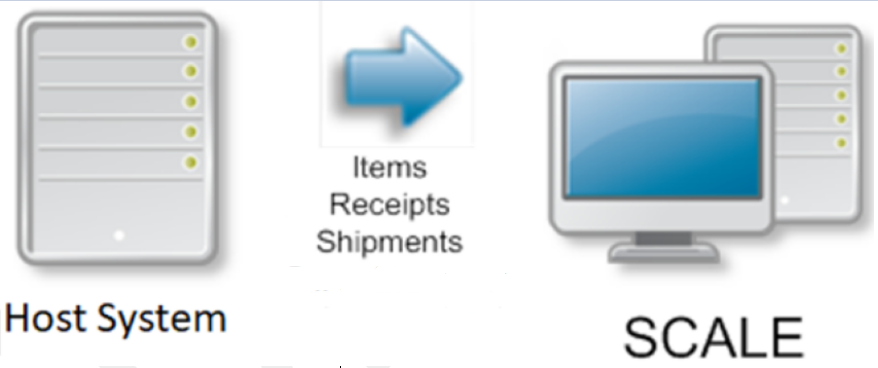 Items
Receipts
Shipments
Host System
SCALE